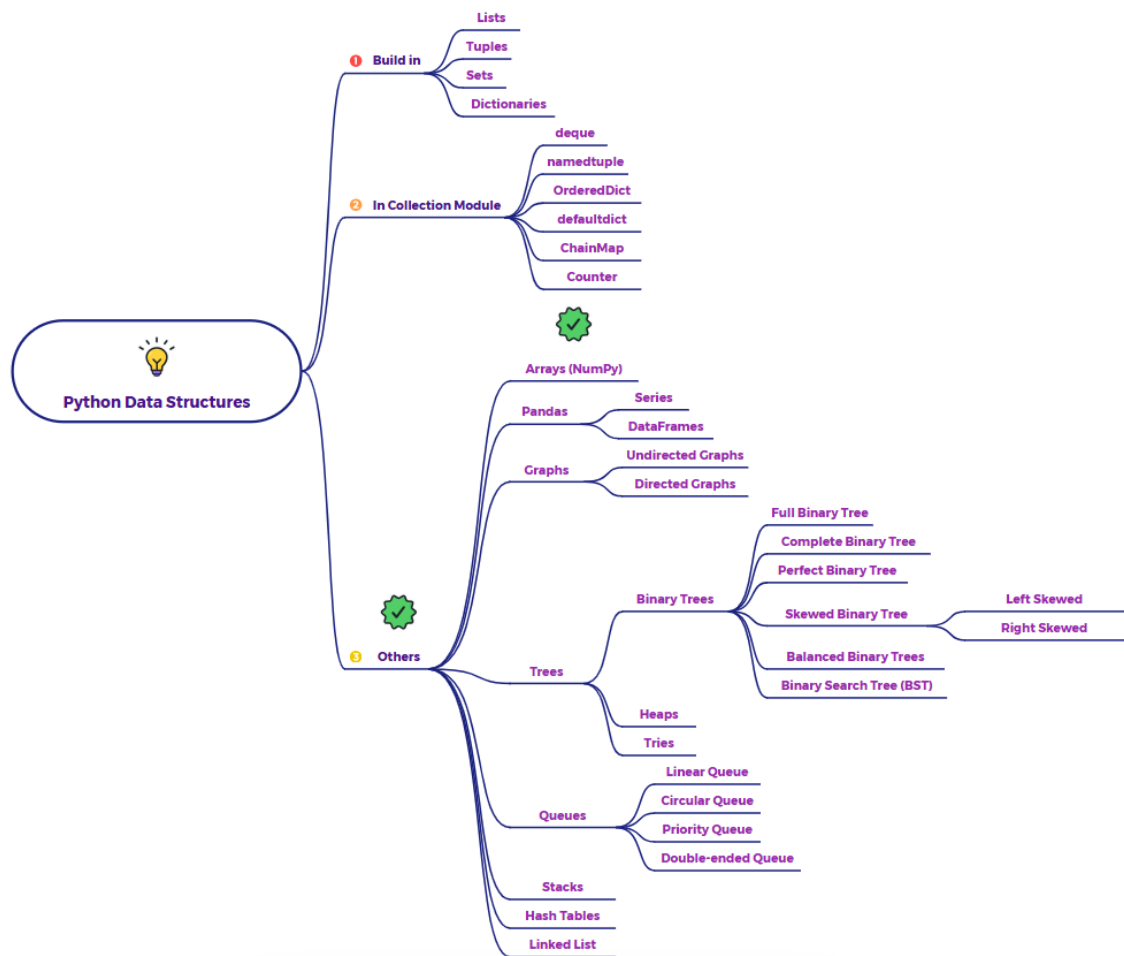 Python Data Structures
1 Build in
Lists
Tuples
Sets
Dictionaries
2 In Collection Module
deque
namedtuple
OrderedDict
defaultdict
ChainMap
Counter
3 Others
Arrays (NumPy)
Pandas
Series
DataFrames
Graphs
Undirected Graphs
Directed Graphs
Trees
Binary Trees
Full Binary Tree
Complete Binary Tree
Perfect Binary Tree
Skewed Binary Tree
Left Skewed
Right Skewed
Balanced Binary Trees
Binary Search Tree (BST)
Heaps
Tries
Queues
Linear Queue
Circular Queue
Priority Queue
Double-ended Queue
Stacks
Hash Tables
Linked List